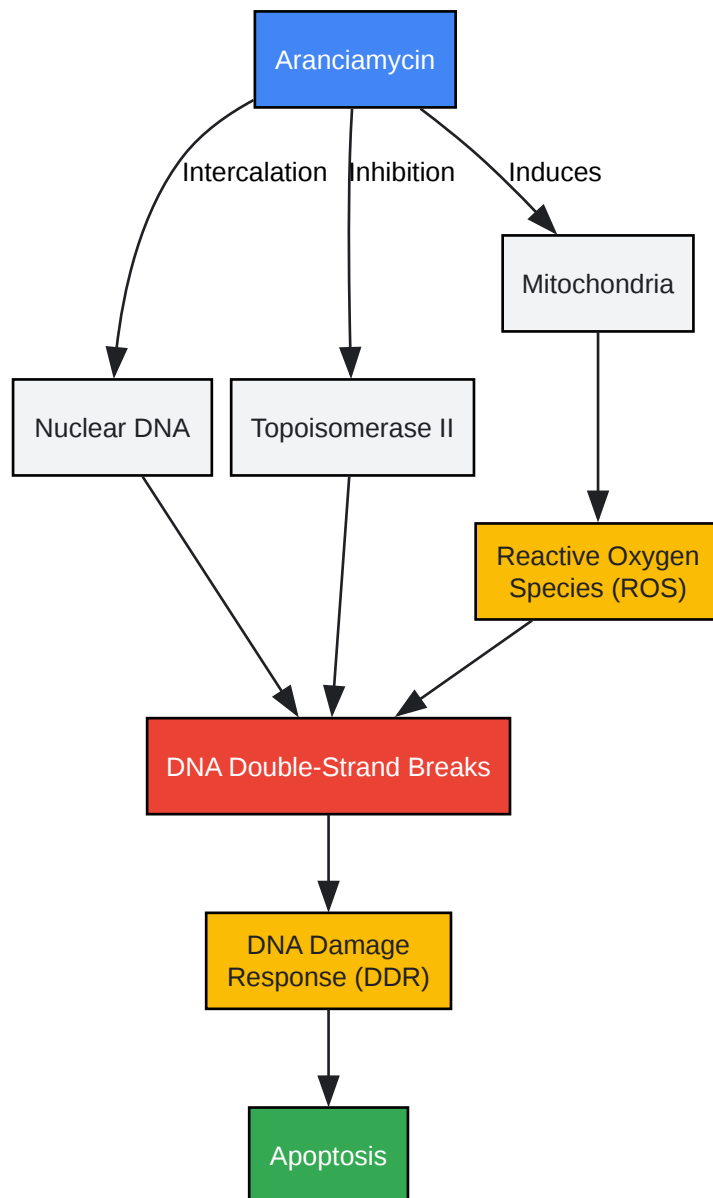 Aranciamycin
Intercalation
Inhibition
Induces
Mitochondria
Nuclear DNA
Topoisomerase II
Reactive Oxygen
Species (ROS)
DNA Double-Strand Breaks
DNA Damage
Response (DDR)
Apoptosis